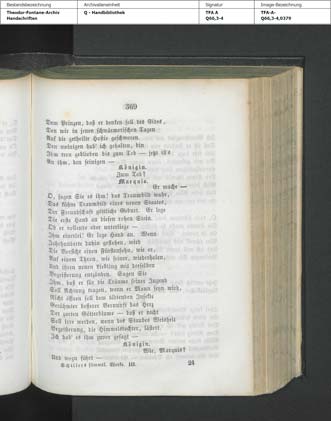 Bestandsbezeichnung
Theodor-Fontane-Archiv
Handschriften
Archivalieneinheit
Q - Handbibliothek
Signatur
TFA A
Q66,3-4
Image-Bezeichnung
TFA-A-
Q66,3-4,0379
369
Dem Prinzen, daß er denken soll des Eides,
Den wir in jenen schwärmerischen Tagen
Auf die getheilte Hostie geschworen.
Den meinigen hab' ich gehalten, bin
Ihm treu geblieben bis zum Tod — jetzt ist's
An ihm, den seinigen —
Königin.
Zum Tod?
Marquis.
Er mache —
O, sagen Sie es ihm! das Traumbild wahr,
Das kühne Traumbild eines neuen Staates,
Der Freundschaft göttliche Geburt. Er lege
Die erste Hand an diesen rohen Stein.
Ob er vollende oder unterliege —
Ihm einerlei! Er lege Hand an. Wenn
Jahrhunderte dahin geflohen, wird
Die Vorsicht einen Fürstensohn, wie er,
Auf einem Thron, wie seiner, wiederholen,
Und ihren neuen Liebling mit derselben
Begeisterung entzünden. Sagen Sie
Ihm, daß er für die Träume seiner Jugend
Soll Achtung tragen, wenn er Mann seyn wird,
Nicht öffnen soll dem tödtenden Insekte
Gerühmter besserer Vernunft das Herz
Der zarten Götterblume — daß er nicht
Soll irre werden, wenn des Staubes Weisheit
Begeisterung, die Himmelstochter, lästert.
Ich hab' es ihm zuvor gesagt —
Königin.
Wie, Marquis?
Und wozu führt —
Schillers sämmtl. Werke. III. 24